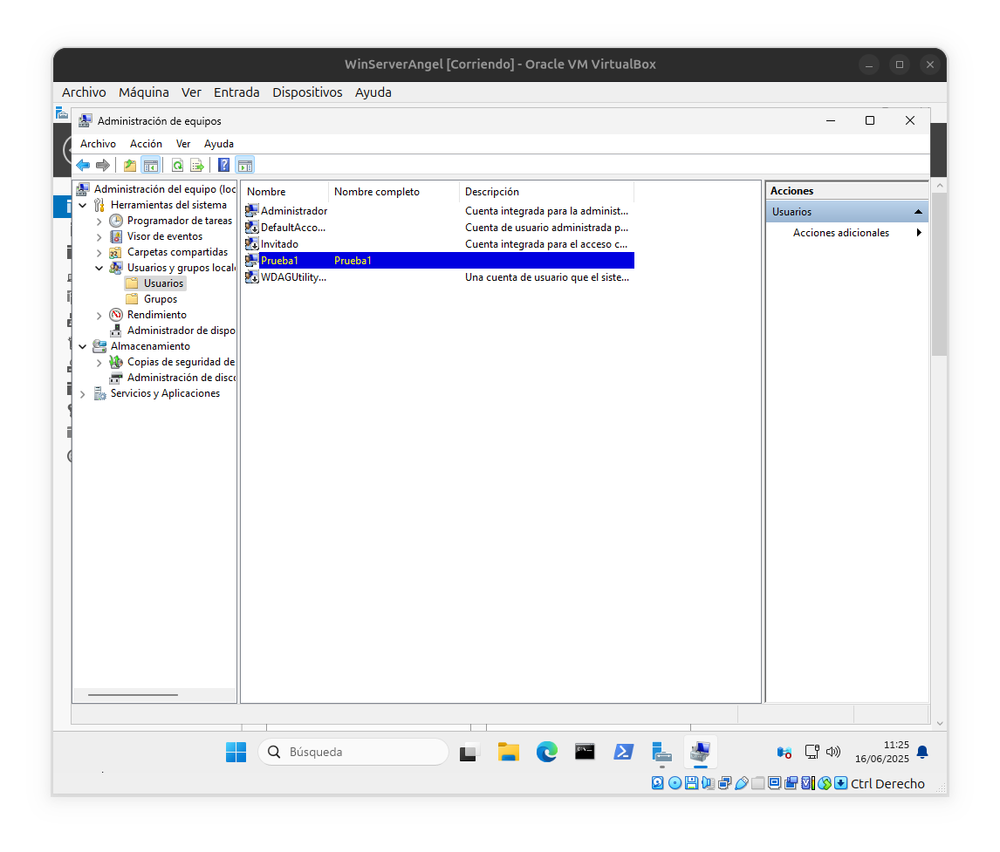 WinServerAngel [Corriendo] - Oracle VM VirtualBox
Archivo Máquina Ver Entrada Dispositivos Ayuda
Administración de equipos
Archivo Acción Ver Ayuda
Administración del equipo (loc
Herramientas del sistema
Programador de tareas
Visor de eventos
Carpetas compartidas
Usuarios y grupos local
Usuarios
Grupos
Rendimiento
Administrador de dispo
Almacenamiento
Copias de seguridad de
Administración de disco
Servicios y Aplicaciones
Nombre Nombre completo Descripción
Administrador Cuenta integrada para la administ...
DefaultAcco... Cuenta de usuario administrada p...
Invitado Cuenta integrada para el acceso c...
Prueba1 Prueba1
WDAGUtility... Una cuenta de usuario que el siste...
Acciones
Usuarios
Acciones adicionales
Búsqueda
11:25
16/06/2025
Ctrl Derecho